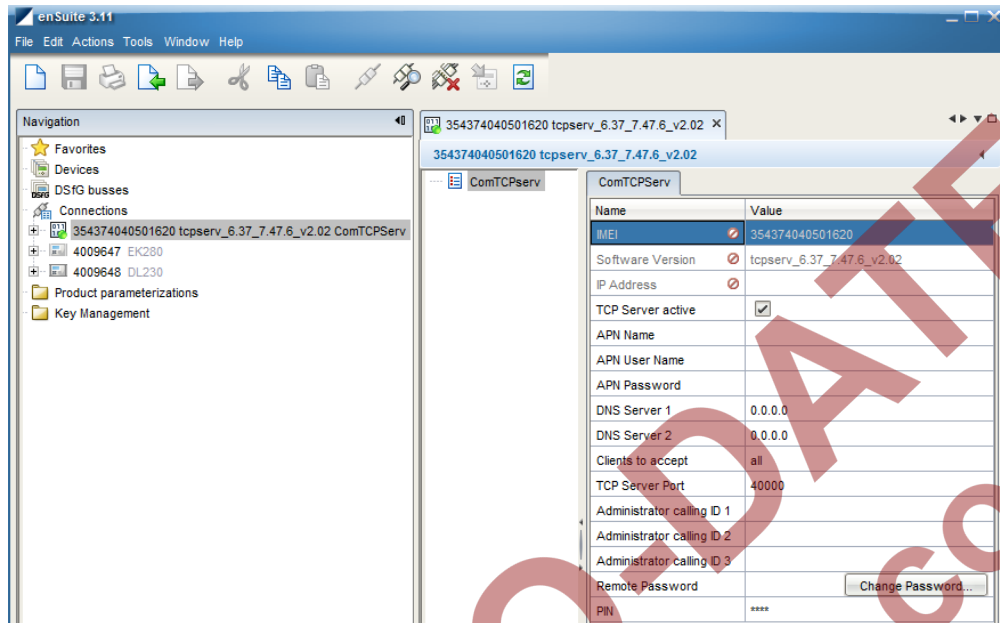 enSuite 3.11
File Edit Actions Tools Window Help
Navigation
Favorites
Devices
DSfG busses
Connections
354374040501620 tcpserv_6.37_7.47.6_v2.02 ComTCPServ
4009647 EK280
4009648 DL230
Product parameterizations
Key Management
354374040501620 tcpserv_6.37_7.47.6_v2.02
354374040501620 tcpserv_6.37_7.47.6_v2.02
ComTCPserv
ComTCPServ
Name Value
IMEI 354374040501620
Software Version tcpserv_6.37_7.47.6_v2.02
IP Address
TCP Server active
APN Name
APN User Name
APN Password
DNS Server 1 0.0.0.0
DNS Server 2 0.0.0.0
Clients to accept all
TCP Server Port 40000
Administrator calling ID 1
Administrator calling ID 2
Administrator calling ID 3
Remote Password Change Password...
PIN ****